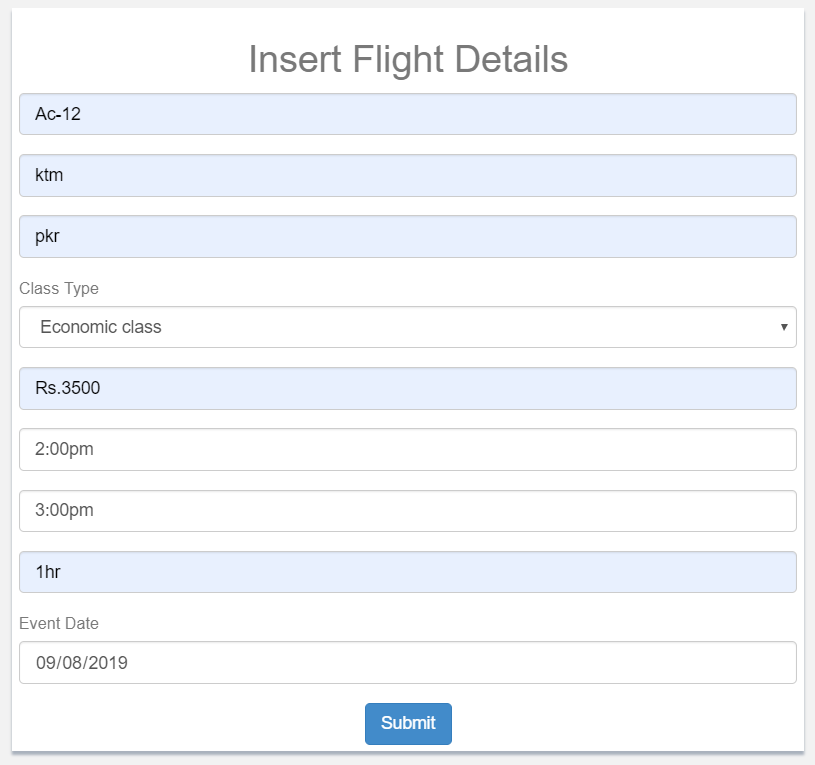 Insert Flight Details
Ac-12
ktm
pkr
Class Type
Economic class
Rs.3500
2:00pm
3:00pm
1hr
Event Date
09/08/2019
Submit